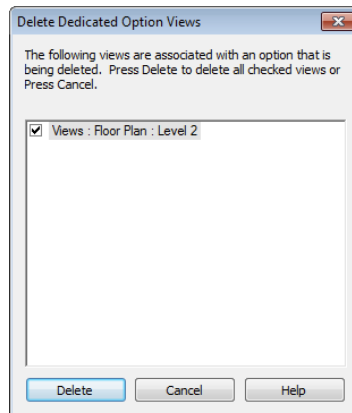 Delete Dedicated Option Views
The following views are associated with an option that is
being deleted. Press Delete to delete all checked views or
Press Cancel.
Views : Floor Plan : Level 2
Delete Cancel Help